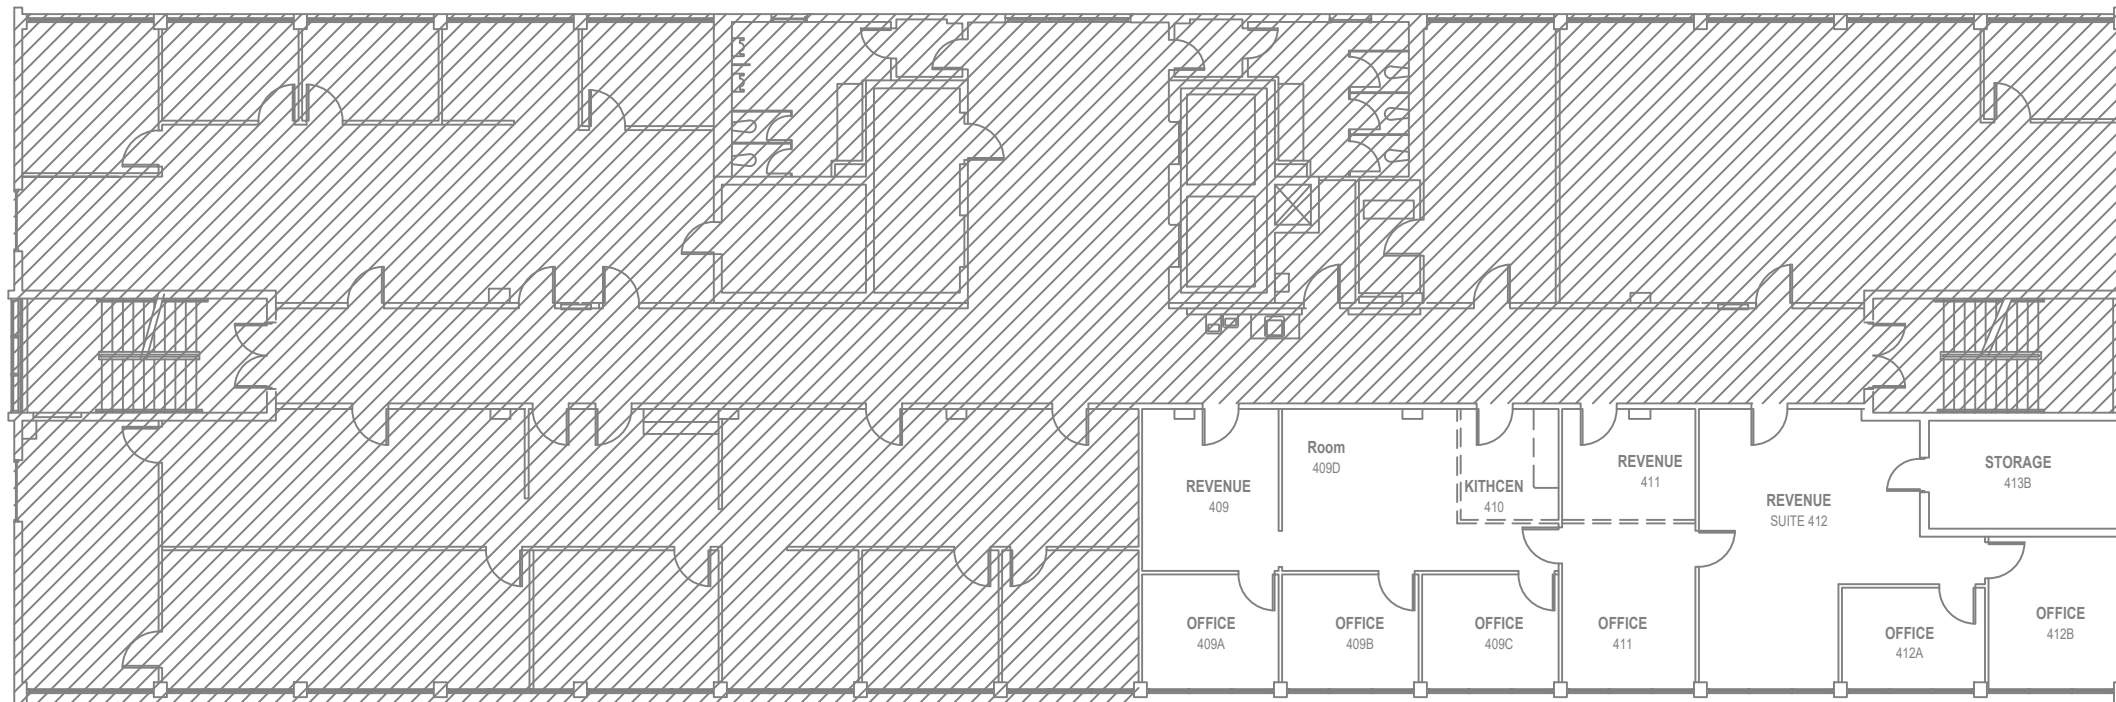 Room
409D
REVENUE
409
KITHCEN
410
REVENUE
411
REVENUE
SUITE 412
STORAGE
413B
OFFICE
409A
OFFICE
409B
OFFICE
409C
OFFICE
411
OFFICE
412A
OFFICE
412B